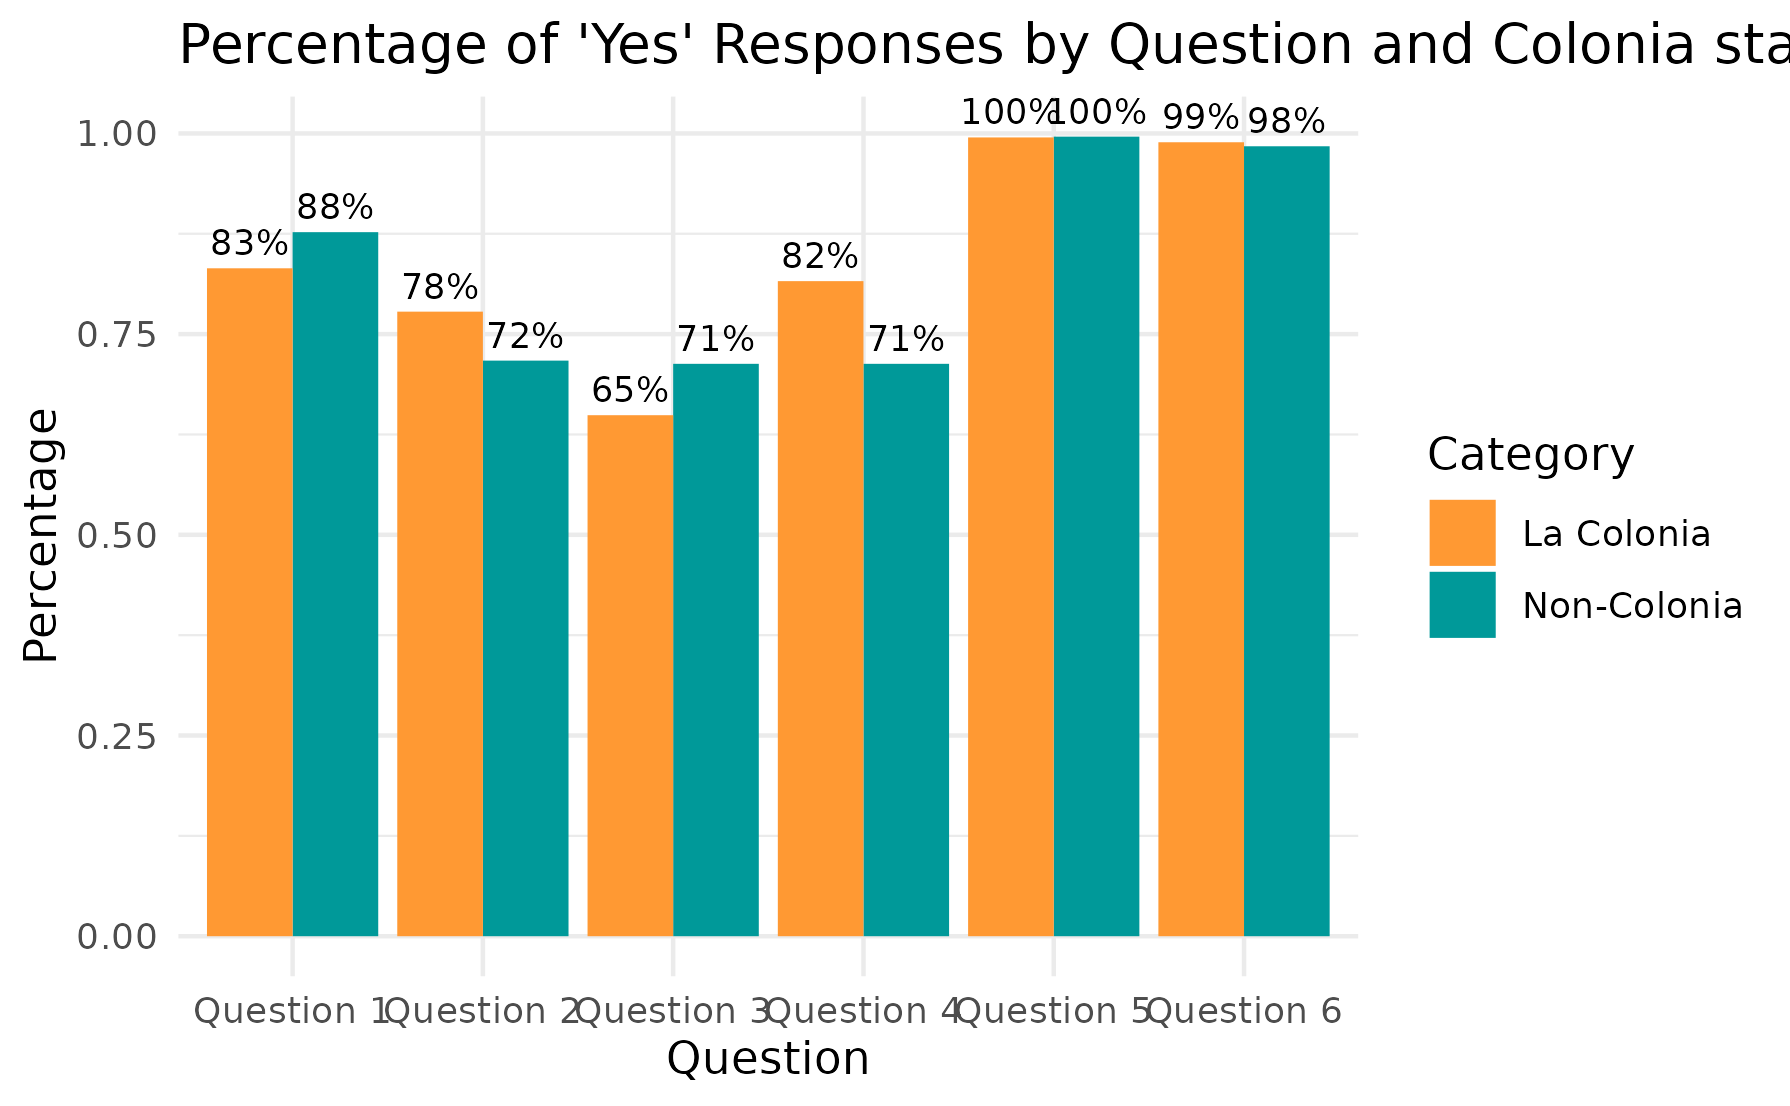 Percentage of 'Yes' Responses by Question and Colonia sta
100% 100% 99% 98%
1.00
88%
83%
82%
78%
72% 71% 71%
0.75
65%
0.50
0.25
0.00
Percentage
Question 1 Question 2 Question 3 Question 4 Question 5 Question 6
Question
Category
La Colonia
Non-Colonia